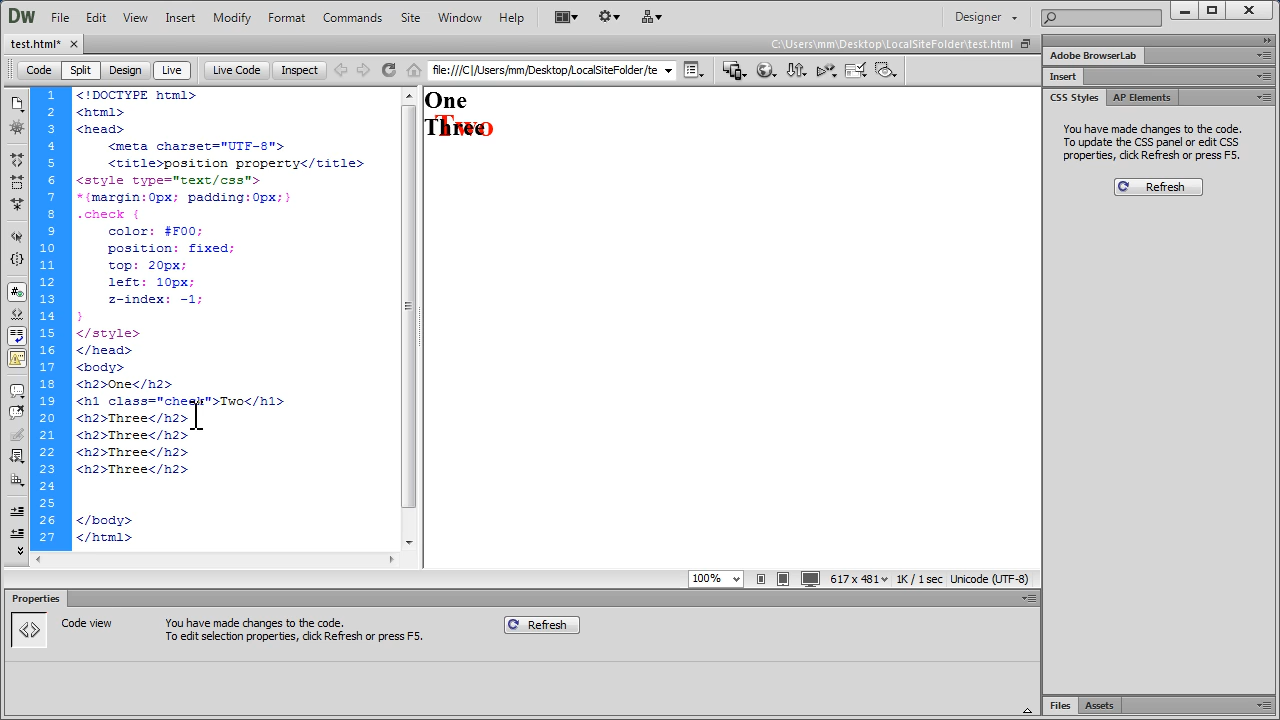 Dw File Edit View Insert Modify Format Commands Site Window Help Designer
test.html* C:\Users\mm\Desktop\LocalSiteFolder\test.html
Code Split Design Live Live Code Inspect file:///C|/Users/mm/Desktop/LocalSiteFolder/te
1 <!DOCTYPE html>
2 <html>
3 <head>
4 <meta charset="UTF-8">
5 <title>position property</title>
6 <style type="text/css">
7 *{margin:0px; padding:0px;}
8 .check {
9 color: #F00;
10 position: fixed;
11 top: 20px;
12 left: 10px;
13 z-index: -1;
14 }
15 </style>
16 </head>
17 <body>
18 <h2>One</h2>
19 <h1 class="check">Two</h1>
20 <h2>Three</h2>
21 <h2>Three</h2>
22 <h2>Three</h2>
23 <h2>Three</h2>
24
25
26 </body>
27 </html>
One
Two
Three
100% 617 x 481 1K / 1 sec Unicode (UTF-8)
Properties
Code view
You have made changes to the code.
To edit selection properties, click Refresh or press F5.
Refresh
Adobe BrowserLab
Insert
CSS Styles AP Elements
You have made changes to the code.
To update the CSS panel or edit CSS
properties, click Refresh or press F5.
Refresh
Files Assets